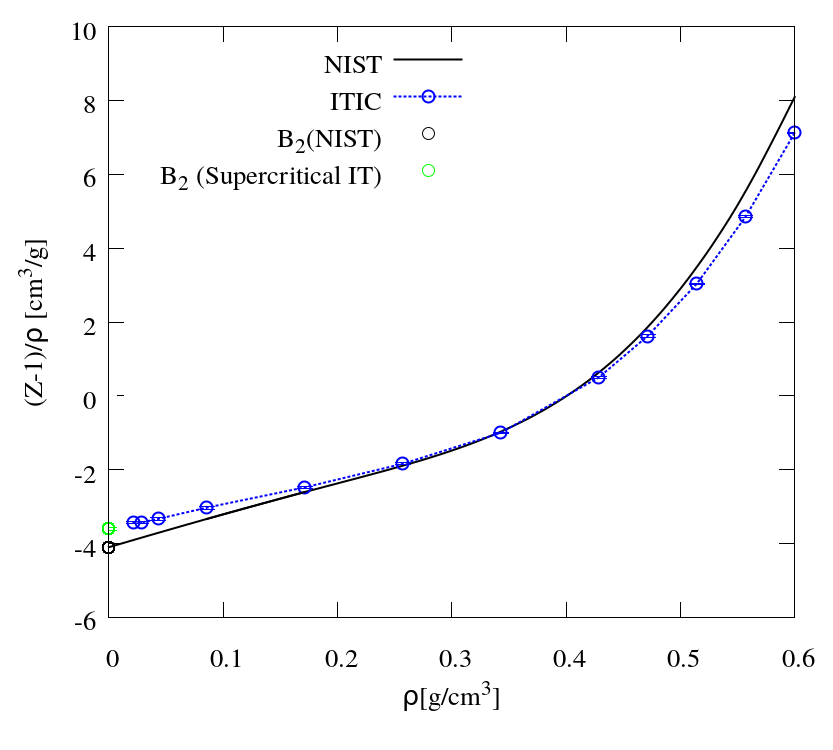 10
8
6
4
2
0
-2
-4
-6
0 0.1 0.2 0.3 0.4 0.5 0.6
(Z-1)/ρ [cm³/g]
ρ[g/cm³]
NIST
ITIC
B₂(NIST)
B₂ (Supercritical IT)